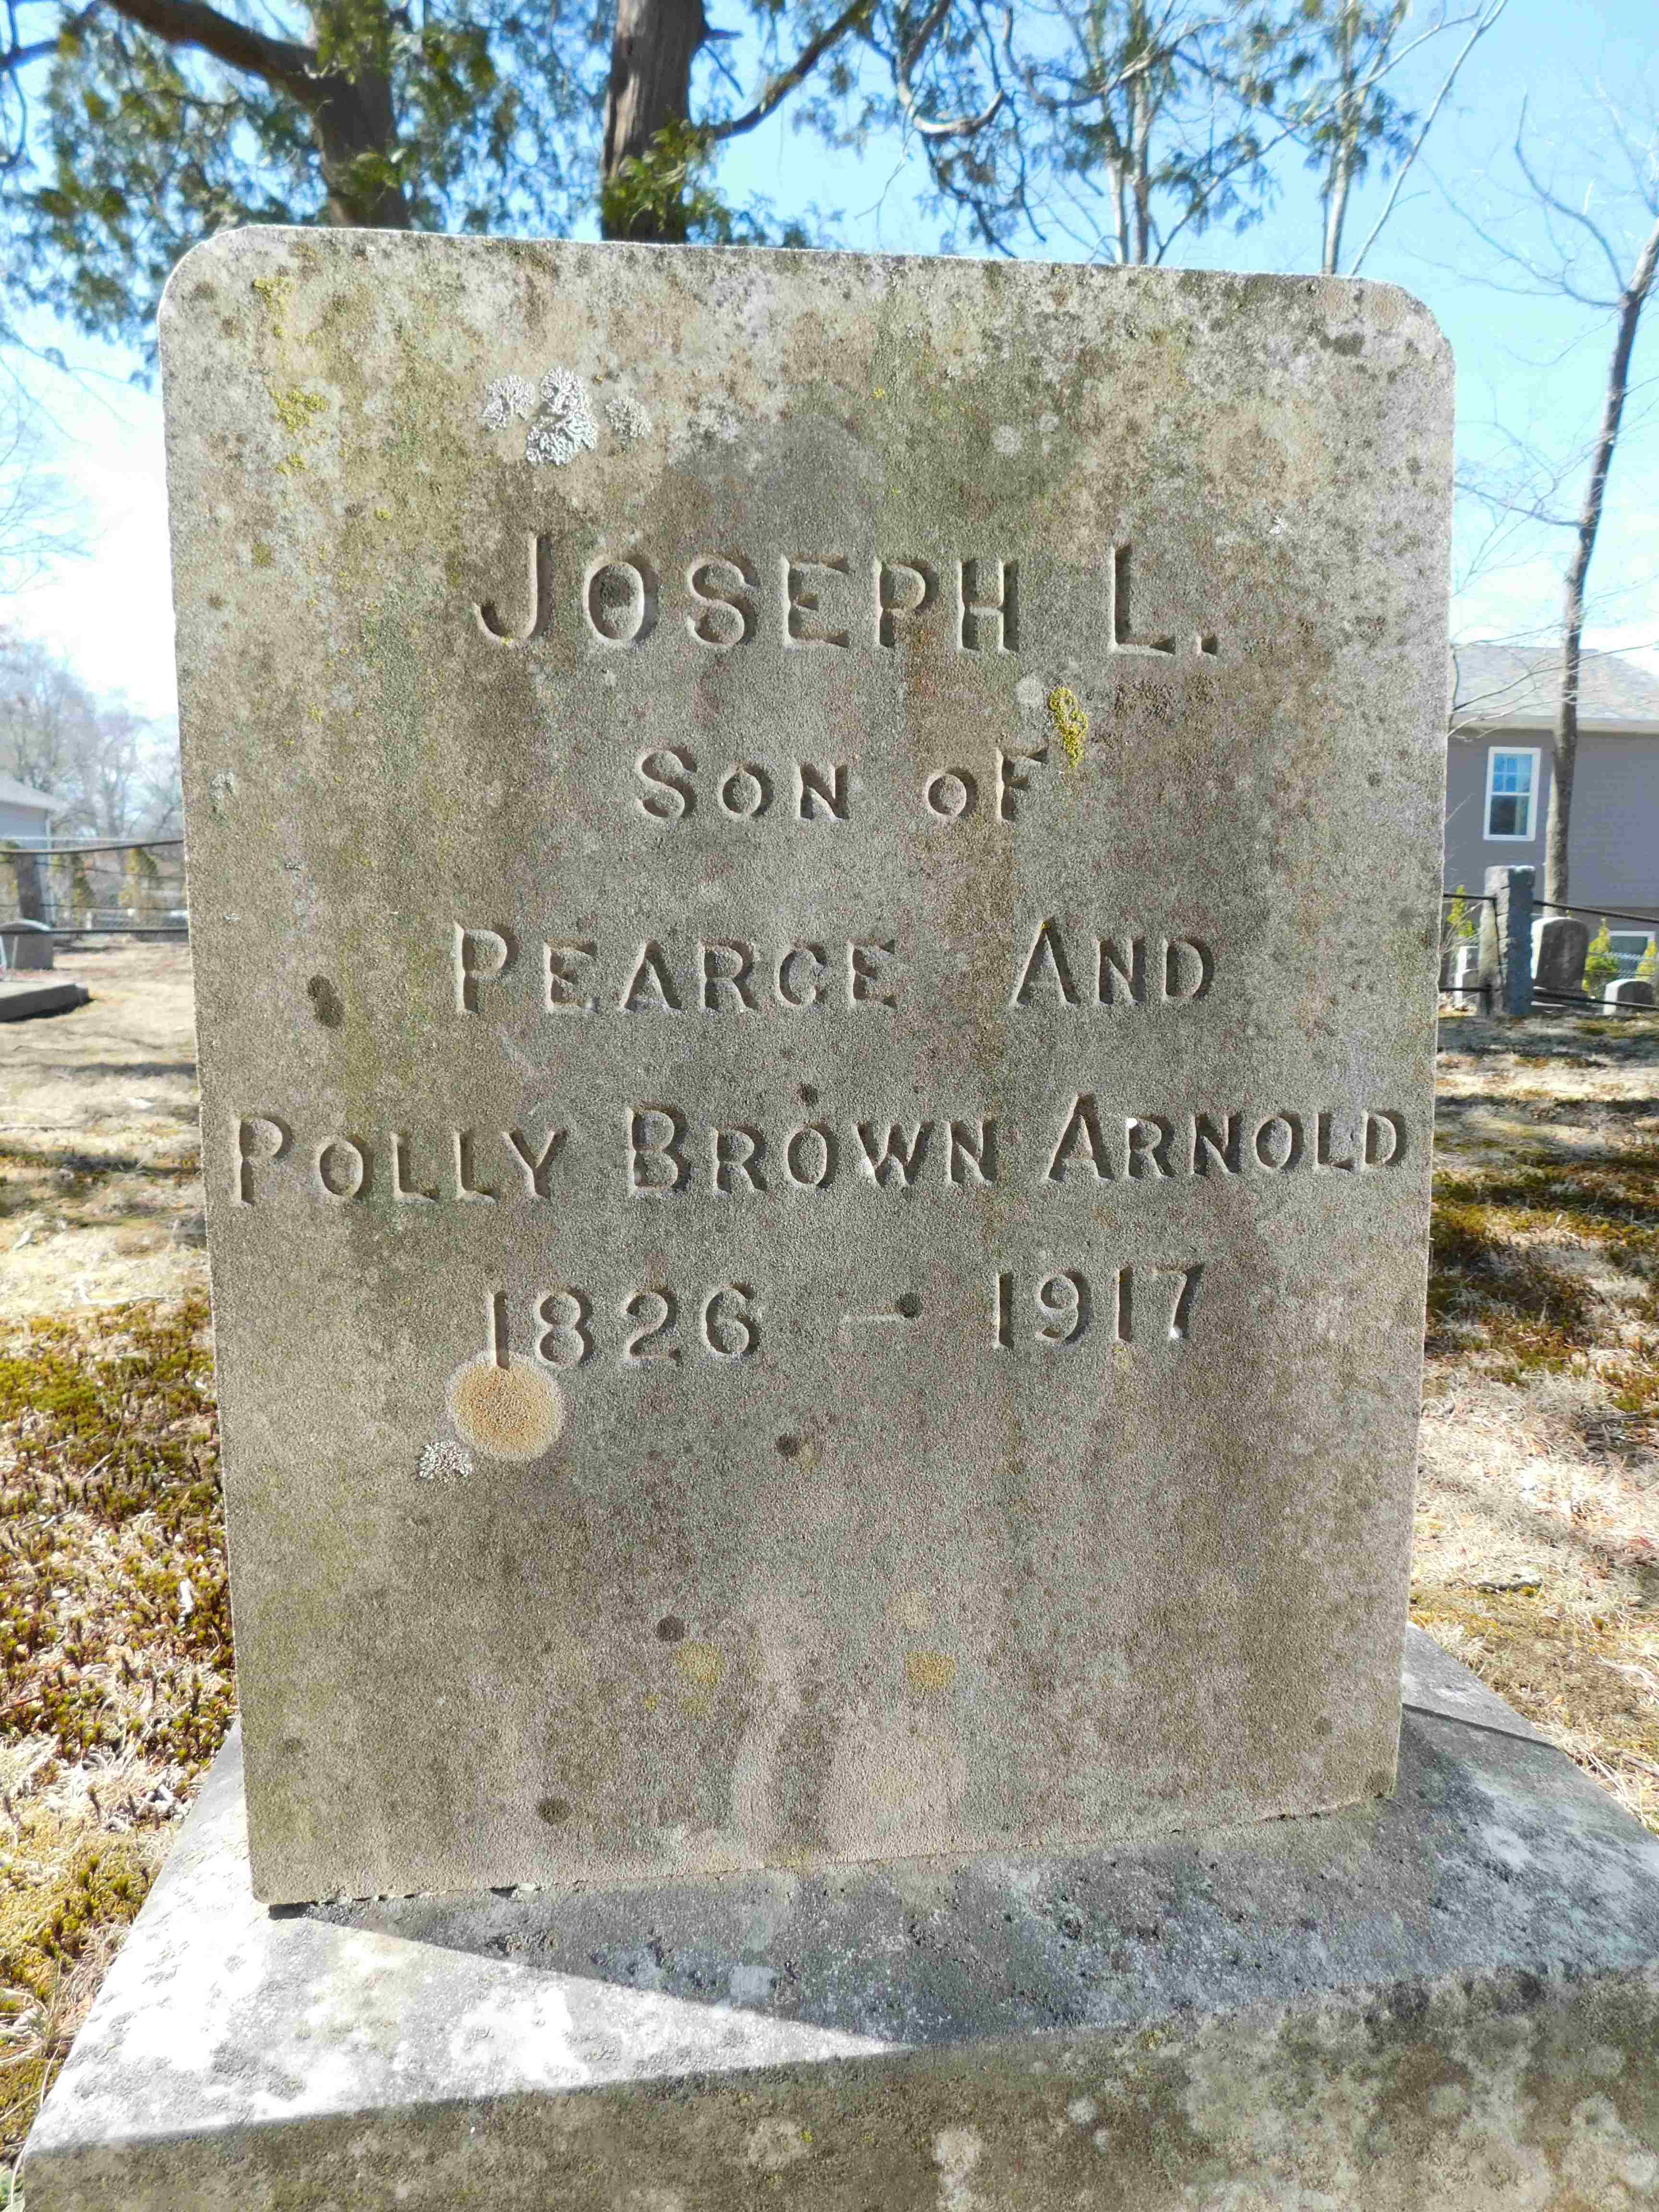 JOSEPH L.
SON OF
PEARCE AND
POLLY BROWN ARNOLD
1826 - 1917